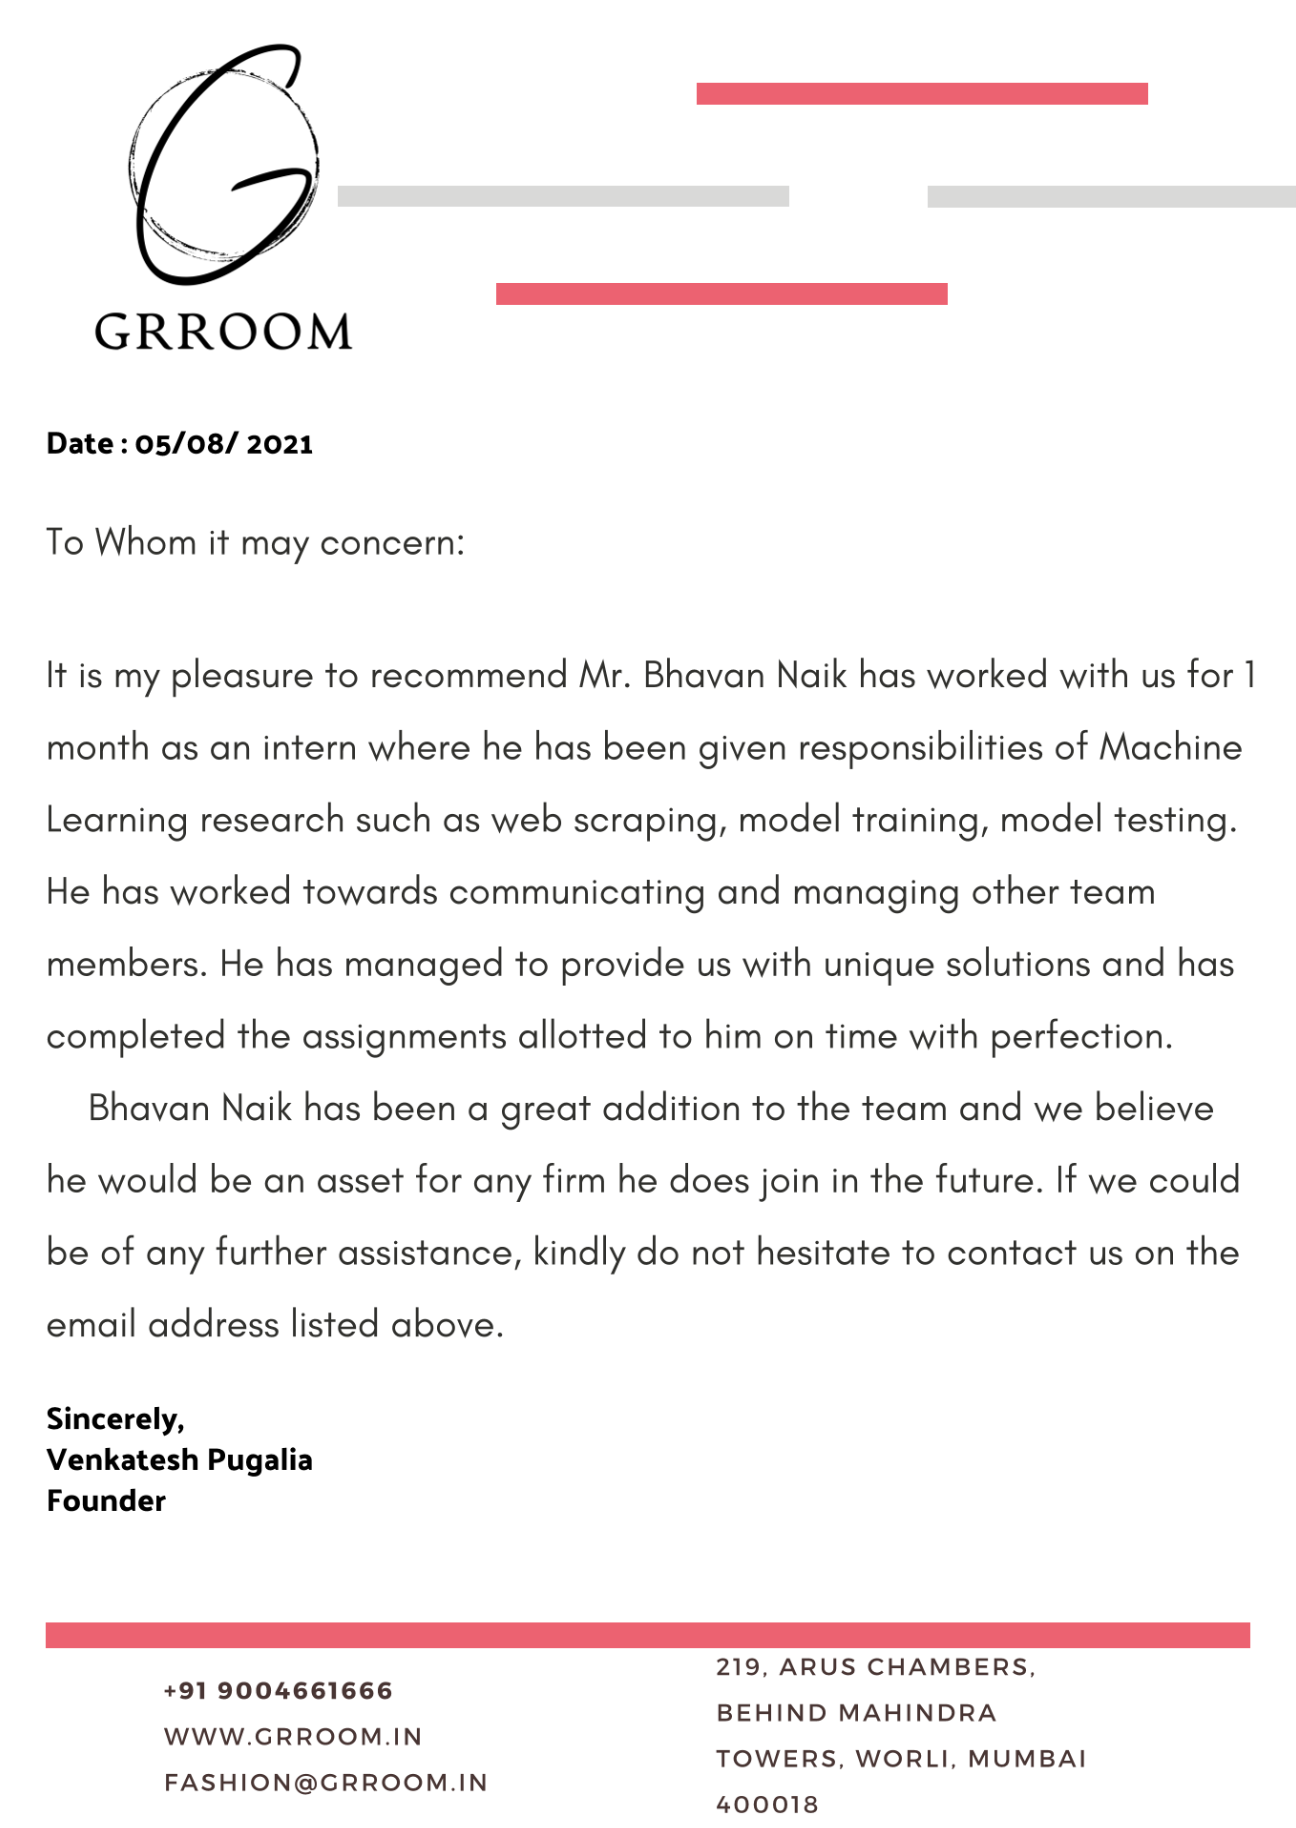 GRROOM
Date : 05/08/ 2021
To Whom it may concern:
It is my pleasure to recommend Mr. Bhavan Naik has worked with us for 1
month as an intern where he has been given responsibilities of Machine
Learning research such as web scraping, model training, model testing.
He has worked towards communicating and managing other team
members. He has managed to provide us with unique solutions and has
completed the assignments allotted to him on time with perfection.
Bhavan Naik has been a great addition to the team and we believe
he would be an asset for any firm he does join in the future. If we could
be of any further assistance, kindly do not hesitate to contact us on the
email address listed above.
Sincerely,
Venkatesh Pugalia
Founder
+91 9004661666
WWW.GRROOM.IN
FASHION@GRROOM.IN
219, ARUS CHAMBERS,
BEHIND MAHINDRA
TOWERS, WORLI, MUMBAI
400018